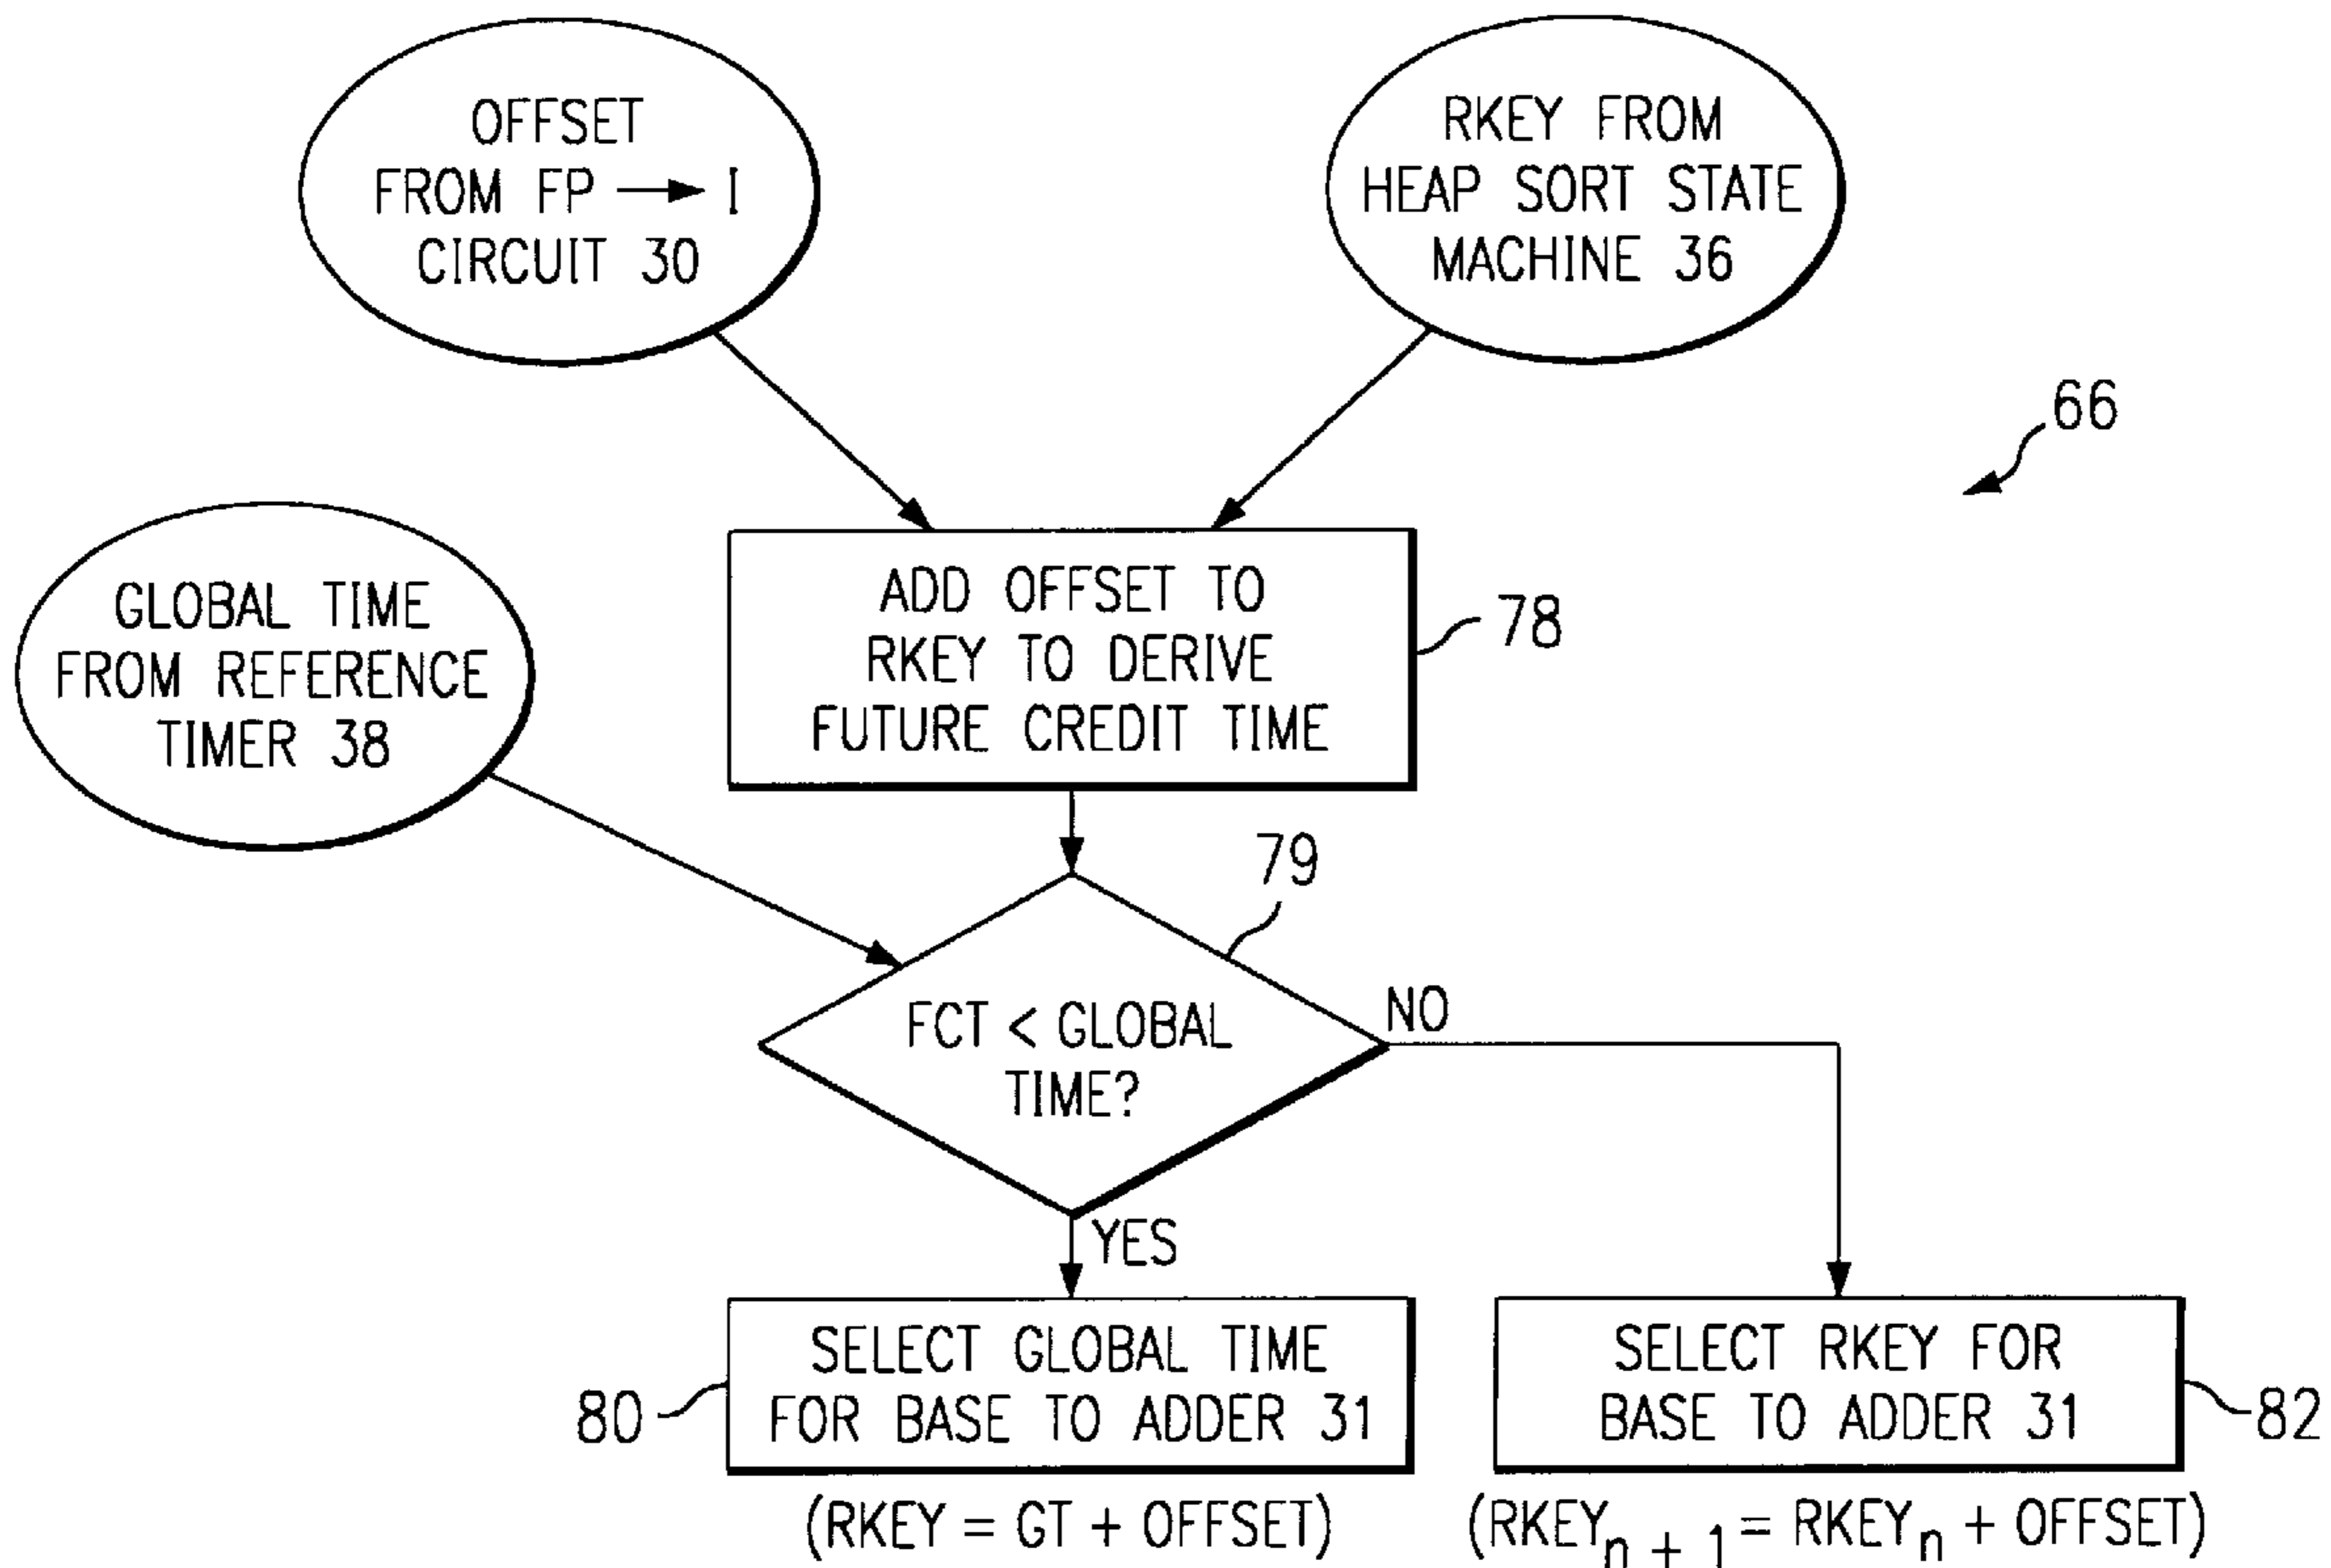 OFFSET
FROM FP → I
CIRCUIT 30
RKEY FROM
HEAP SORT STATE
MACHINE 36
66
GLOBAL TIME
FROM REFERENCE
TIMER 38
ADD OFFSET TO
RKEY TO DERIVE
FUTURE CREDIT TIME
78
79
FCT < GLOBAL
TIME?
NO
YES
SELECT GLOBAL TIME
FOR BASE TO ADDER 31
80
(RKEY = GT + OFFSET)
SELECT RKEY FOR
BASE TO ADDER 31
82
(RKEYn + 1 = RKEYn + OFFSET)